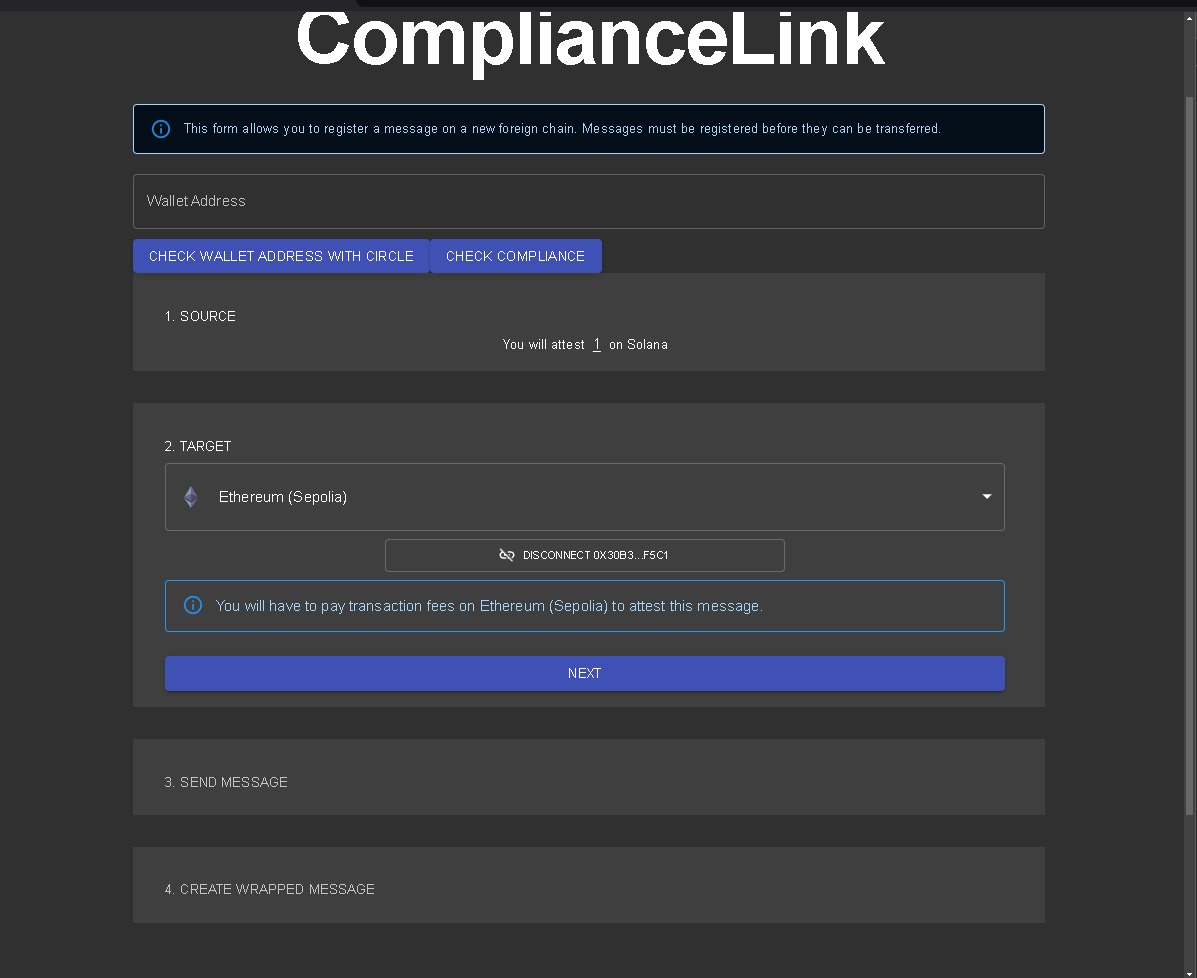 ComplianceLink
This form allows you to register a message on a new foreign chain. Messages must be registered before they can be transferred.
Wallet Address
CHECK WALLET ADDRESS WITH CIRCLE
CHECK COMPLIANCE
1. SOURCE
You will attest 1 on Solana
2. TARGET
Ethereum (Sepolia)
DISCONNECT 0X30B3...F5C1
You will have to pay transaction fees on Ethereum (Sepolia) to attest this message.
NEXT
3. SEND MESSAGE
4. CREATE WRAPPED MESSAGE